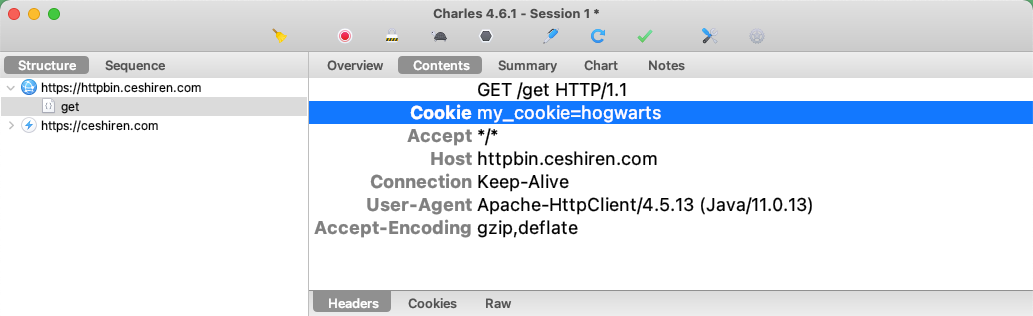 Charles 4.6.1 - Session 1 *
Structure Sequence
Overview Contents Summary Chart Notes
https://httpbin.ceshiren.com
get
https://ceshiren.com
GET /get HTTP/1.1
Cookie my_cookie=hogwarts
Accept */*
Host httpbin.ceshiren.com
Connection Keep-Alive
User-Agent Apache-HttpClient/4.5.13 (Java/11.0.13)
Accept-Encoding gzip,deflate
Headers Cookies Raw